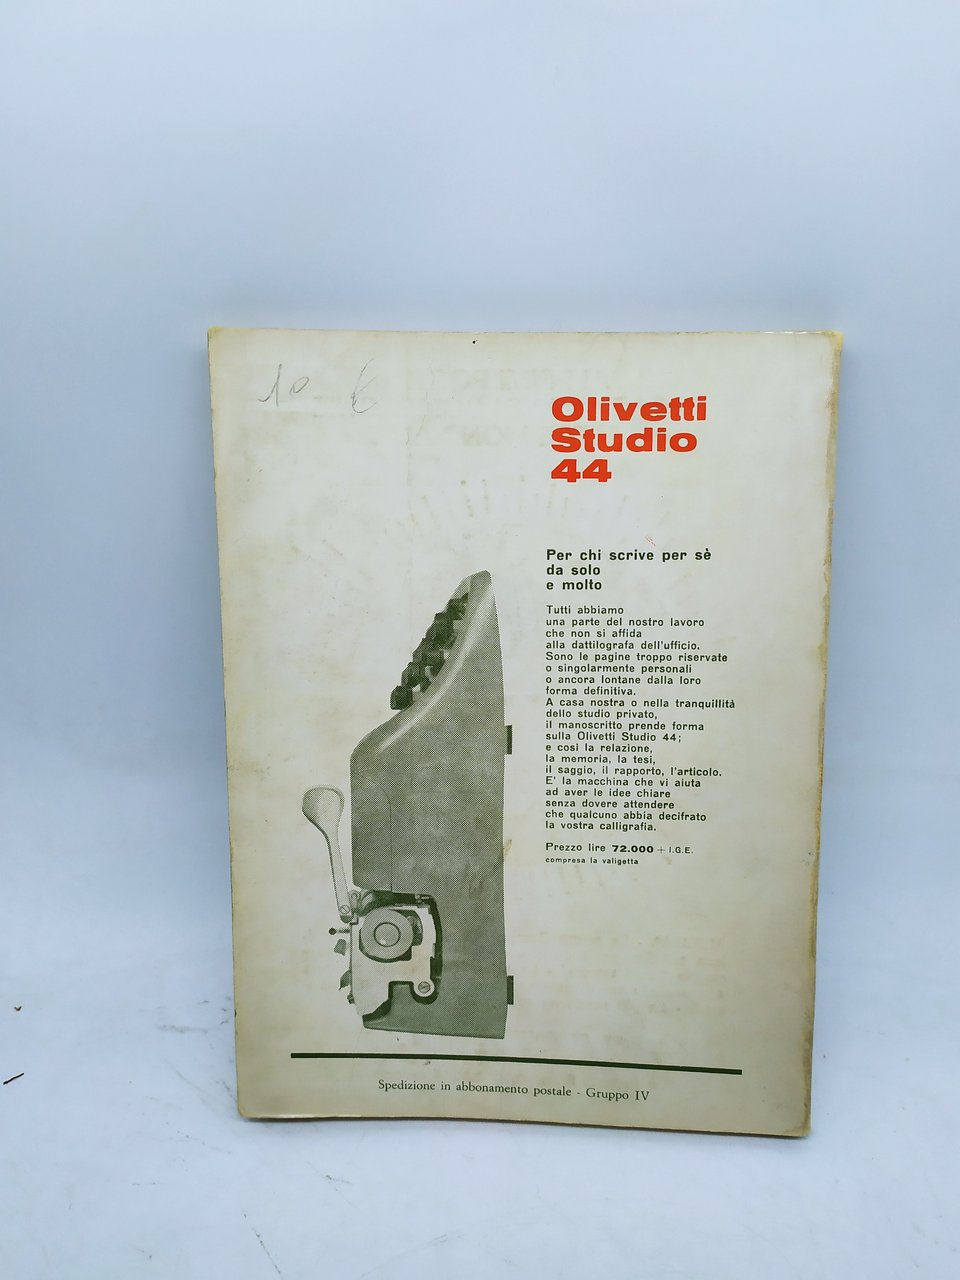 10 €
Olivetti
Studio
44
Per chi scrive per sè
da solo
e molto
Tutti abbiamo
una parte del nostro lavoro
che non si affida
alla dattilografa dell'ufficio.
Sono le pagine troppo riservate
o singolarmente personali
o ancora lontane dalla loro
forma definitiva.
A casa nostra o nella tranquillità
dello studio privato,
il manoscritto prende forma
sulla Olivetti Studio 44;
e così la relazione,
la memoria, la tesi,
il saggio, il rapporto, l'articolo.
E' la macchina che vi aiuta
ad aver le idee chiare
senza dovere attendere
che qualcuno abbia decifrato
la vostra calligrafia.
Prezzo lire 72.000 + I.G.E.
compresa la valigetta
Spedizione in abbonamento postale - Gruppo IV